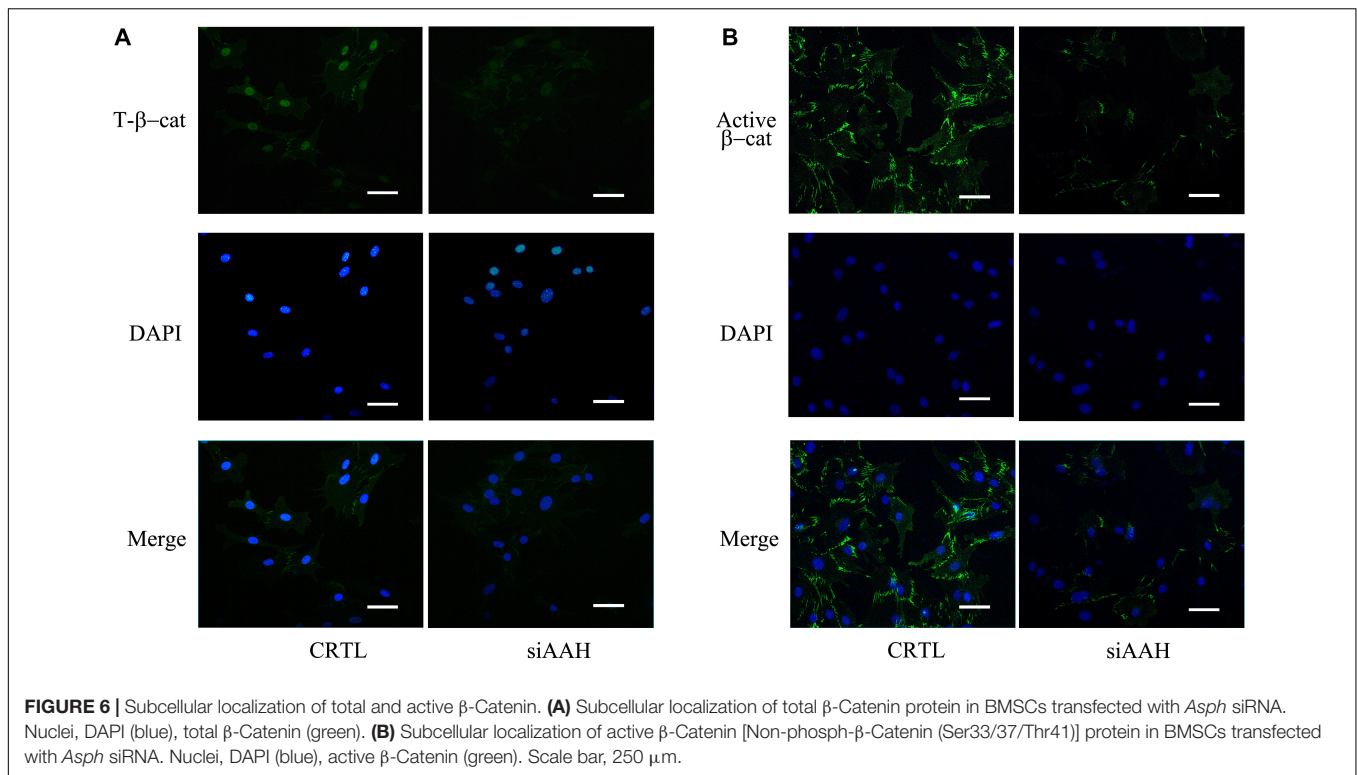 A
B
T-β−cat
Active
β−cat
DAPI
DAPI
Merge
Merge
CRTL
siAAH
CRTL
siAAH
FIGURE 6 | Subcellular localization of total and active β-Catenin. (A) Subcellular localization of total β-Catenin protein in BMSCs transfected with Asph siRNA.
Nuclei, DAPI (blue), total β-Catenin (green). (B) Subcellular localization of active β-Catenin [Non-phosph-β-Catenin (Ser33/37/Thr41)] protein in BMSCs transfected
with Asph siRNA. Nuclei, DAPI (blue), active β-Catenin (green). Scale bar, 250 μm.